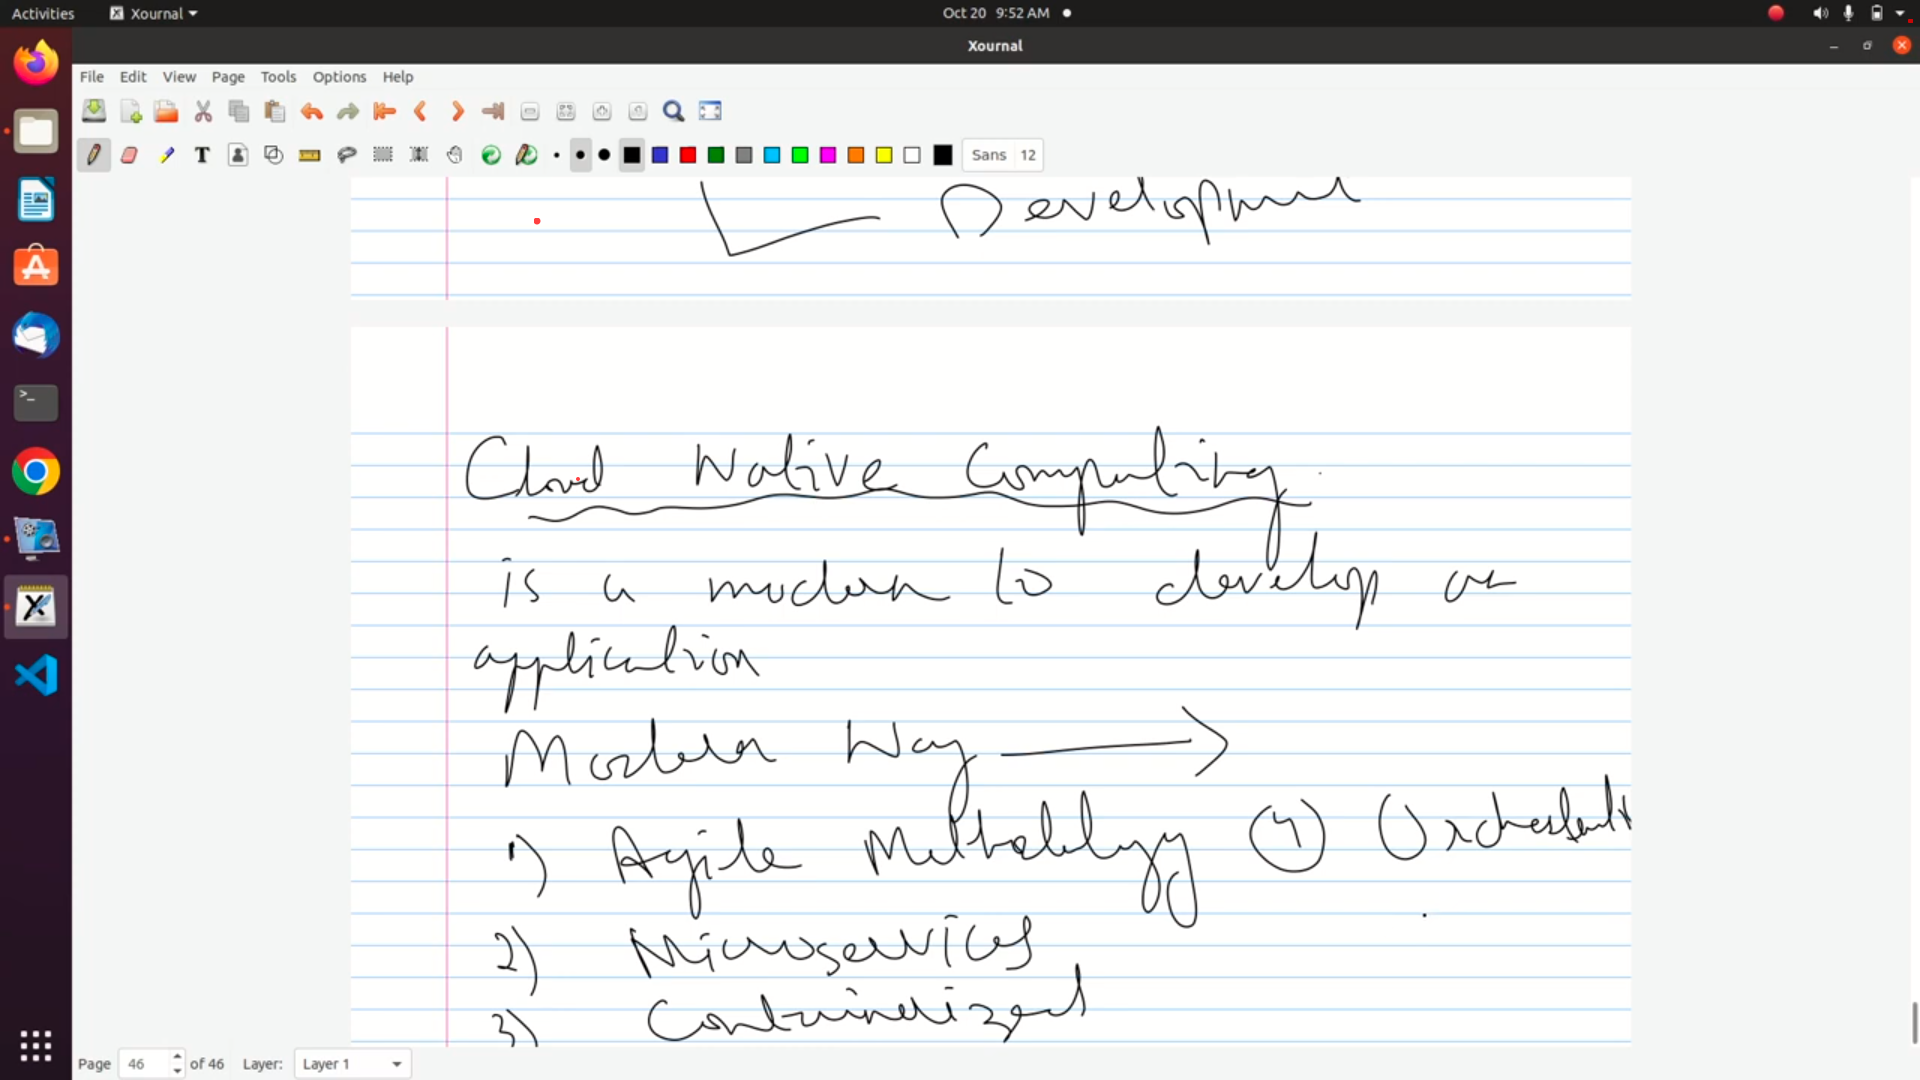 Activities Xournal Oct 20 9:52 AM
Xournal
File Edit View Page Tools Options Help
T Sans 12
Development
Cloud Native Computing
is a modern to develop an
application
Modern Way
1) Agile Methodology 4
2) Microservices
3) Containerized
Page 46 of 46 Layer: Layer 1